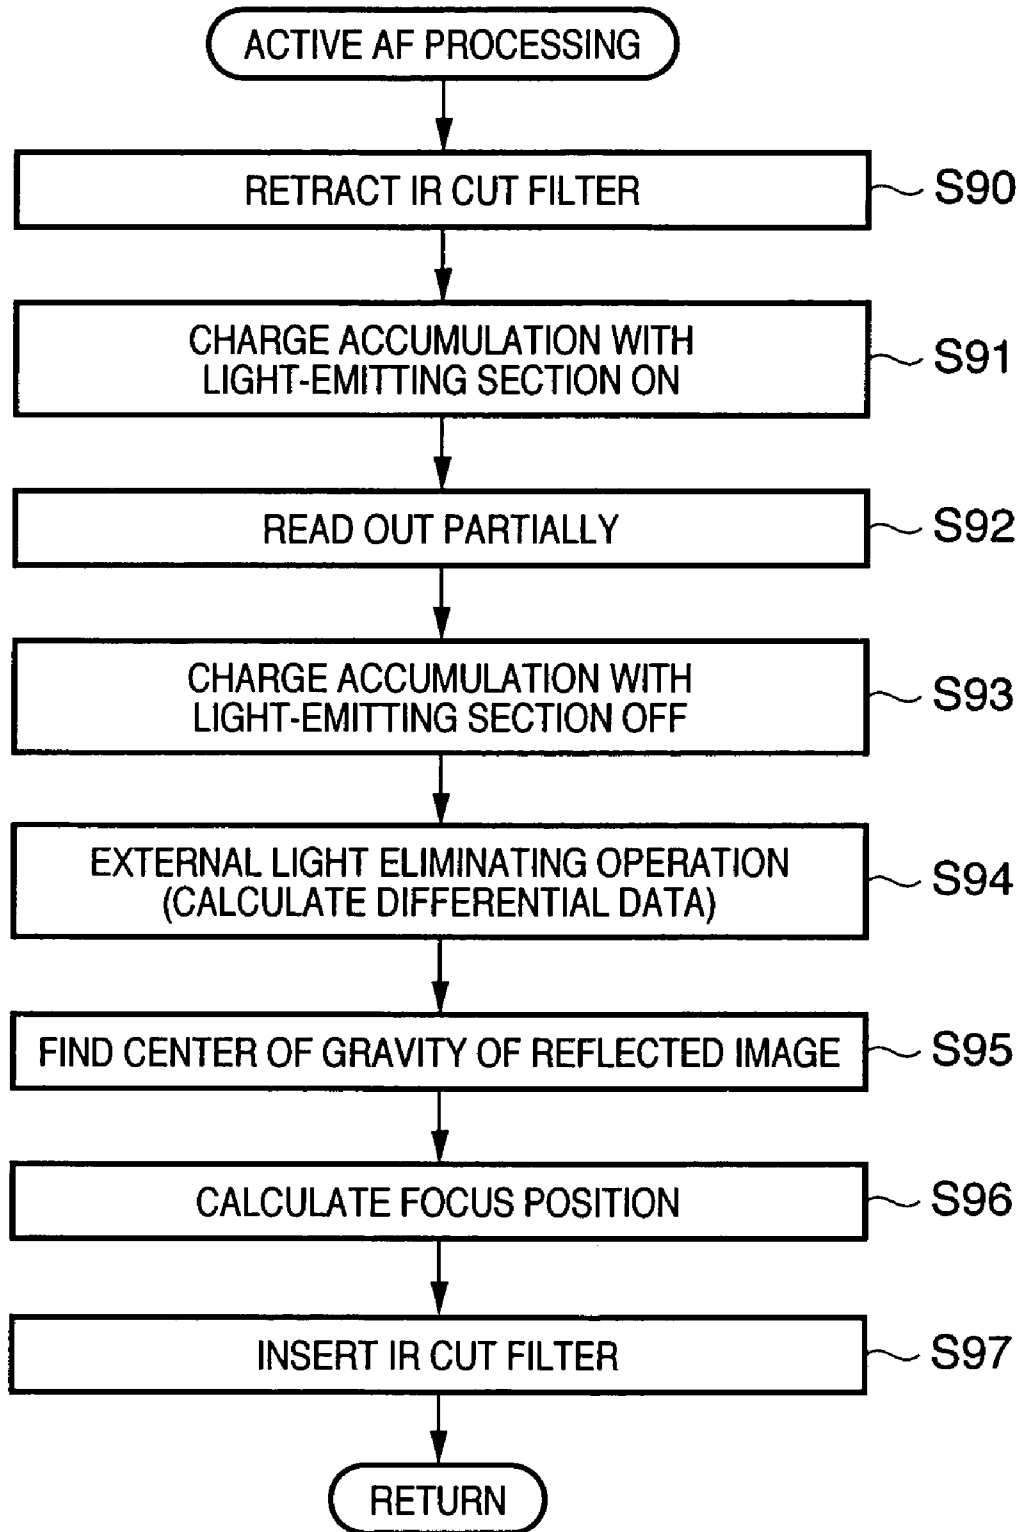 ACTIVE AF PROCESSING
RETRACT IR CUT FILTER
S90
CHARGE ACCUMULATION WITH
LIGHT-EMITTING SECTION ON
S91
READ OUT PARTIALLY
S92
CHARGE ACCUMULATION WITH
LIGHT-EMITTING SECTION OFF
S93
EXTERNAL LIGHT ELIMINATING OPERATION
(CALCULATE DIFFERENTIAL DATA)
S94
FIND CENTER OF GRAVITY OF REFLECTED IMAGE
S95
CALCULATE FOCUS POSITION
S96
INSERT IR CUT FILTER
S97
RETURN